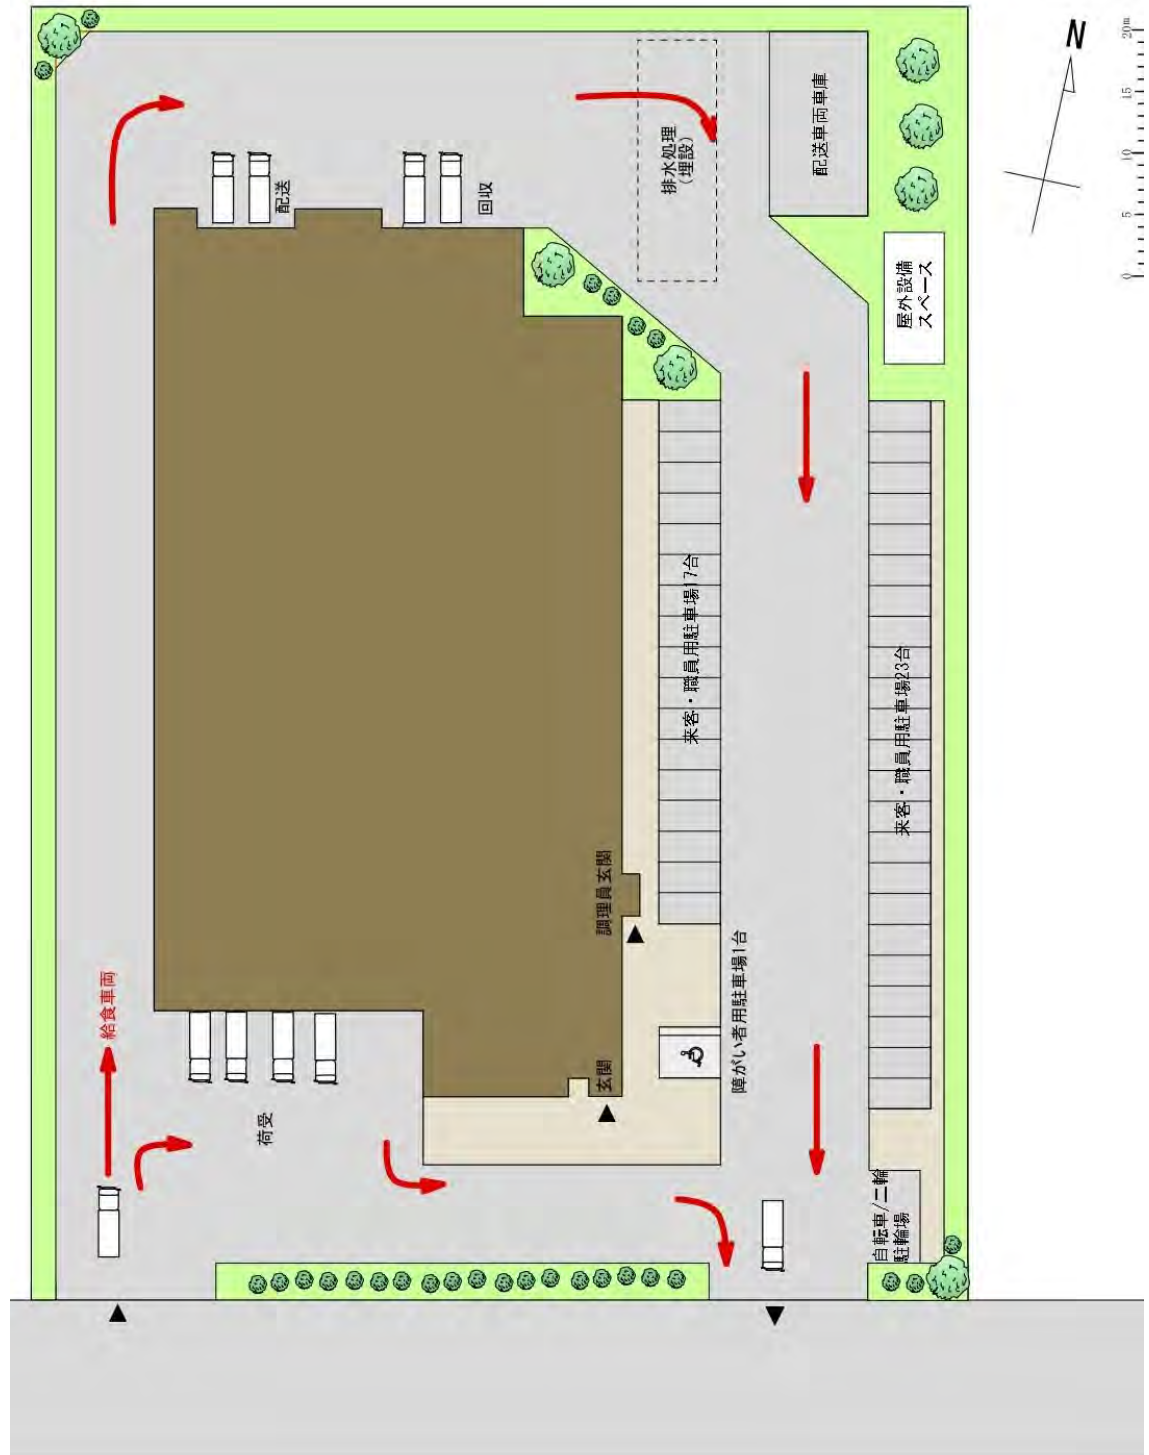 N
20m
15
10
5
0
配送車両車庫
排水処理
(埋設)
配送
回収
屋外設備
スペース
来客・職員用駐車場17台
来客・職員用駐車場23台
調理員玄関
障がい者用駐車場1台
給食車両
玄関
荷受
自転車/二輪
駐輪場